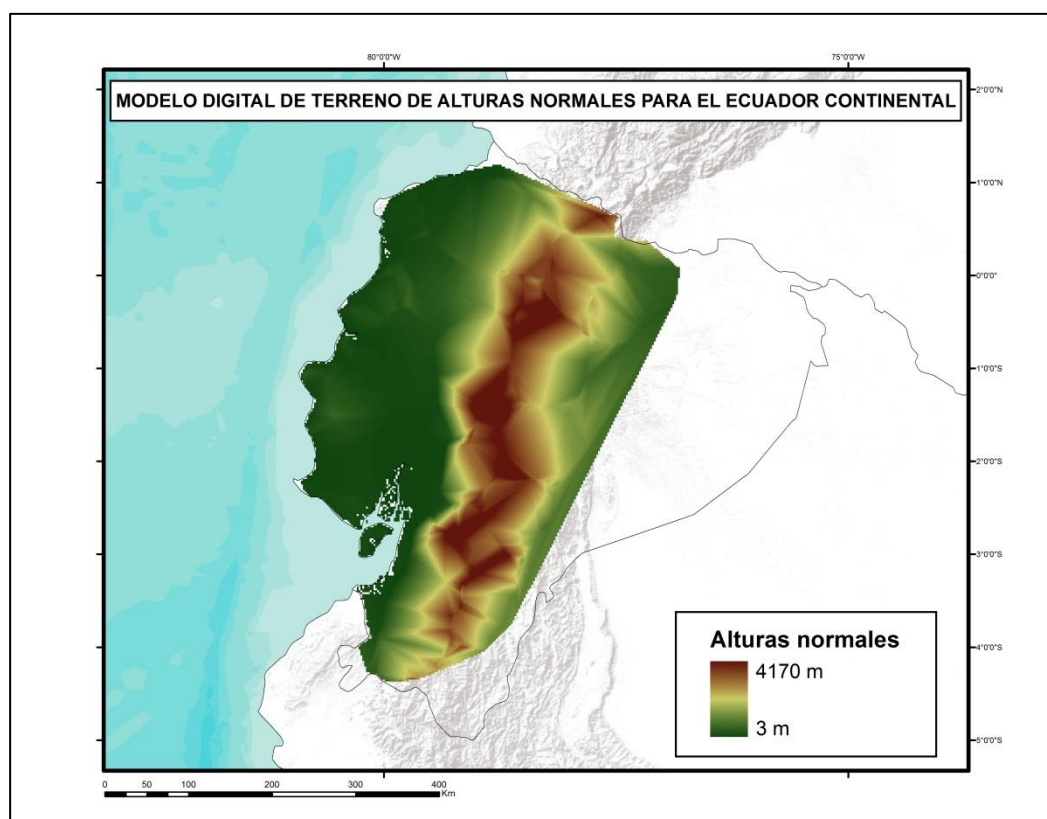 80°0'0"W
75°0'0"W
MODELO DIGITAL DE TERRENO DE ALTURAS NORMALES PARA EL ECUADOR CONTINENTAL
2°0'0"N
1°0'0"N
0°0'0"
1°0'0"S
2°0'0"S
3°0'0"S
4°0'0"S
5°0'0"S
Alturas normales
4170 m
3 m
0 50 100 200 300 400
Km